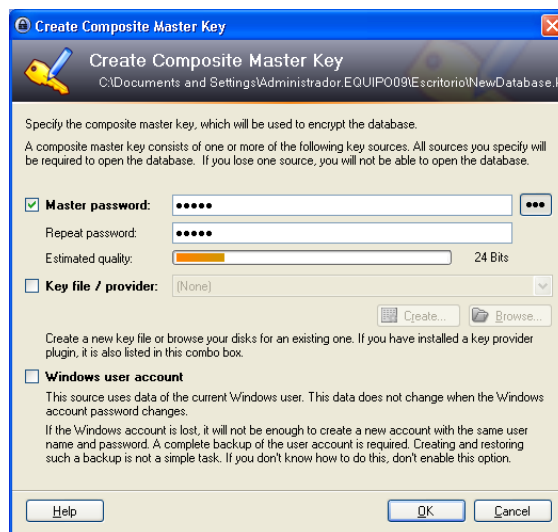 Create Composite Master Key
Create Composite Master Key
C:\Documents and Settings\Administrador.EQUIPO09\Escritorio\NewDatabase.k
Specify the composite master key, which will be used to encrypt the database.
A composite master key consists of one or more of the following key sources. All sources you specify will
be required to open the database. If you lose one source, you will not be able to open the database.
Master password: •••••
Repeat password: •••••
Estimated quality: 24 Bits
Key file / provider: (None)
Create... Browse...
Create a new key file or browse your disks for an existing one. If you have installed a key provider
plugin, it is also listed in this combo box.
Windows user account
This source uses data of the current Windows user. This data does not change when the Windows
account password changes.
If the Windows account is lost, it will not be enough to create a new account with the same user
name and password. A complete backup of the user account is required. Creating and restoring
such a backup is not a simple task. If you don't know how to do this, don't enable this option.
Help OK Cancel